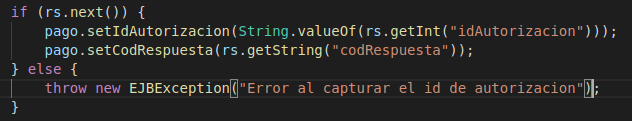 if (rs.next()) {
    pago.setIdAutorizacion(String.valueOf(rs.getInt("idAutorizacion")));
    pago.setCodRespuesta(rs.getString("codRespuesta"));
} else {
    throw new EJBException("Error al capturar el id de autorizacion");
}